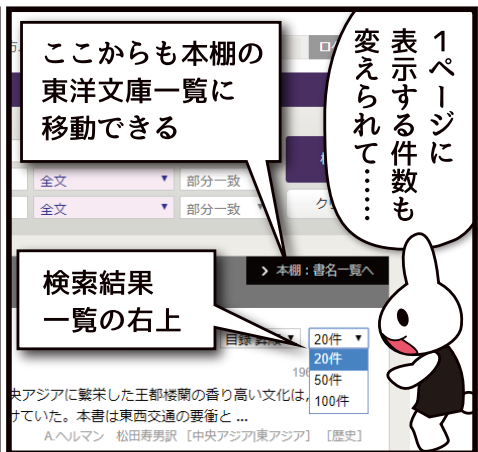 1ページに
表示する件数も
変えられて……
ここからも本棚の
東洋文庫一覧に
移動できる
全文 ▼ 部分一致
全文 ▼ 部分一致 ▼
> 本棚：書名一覧へ
検索結果
一覧の右上
20件 ▼
20件
50件
100件
央アジアに繁栄した王都楼蘭の香り高い文化は,
けていた。本書は東西交通の要衝と ...
A.ヘルマン 松田寿男訳 ［中央アジア|東アジア］ ［歴史］